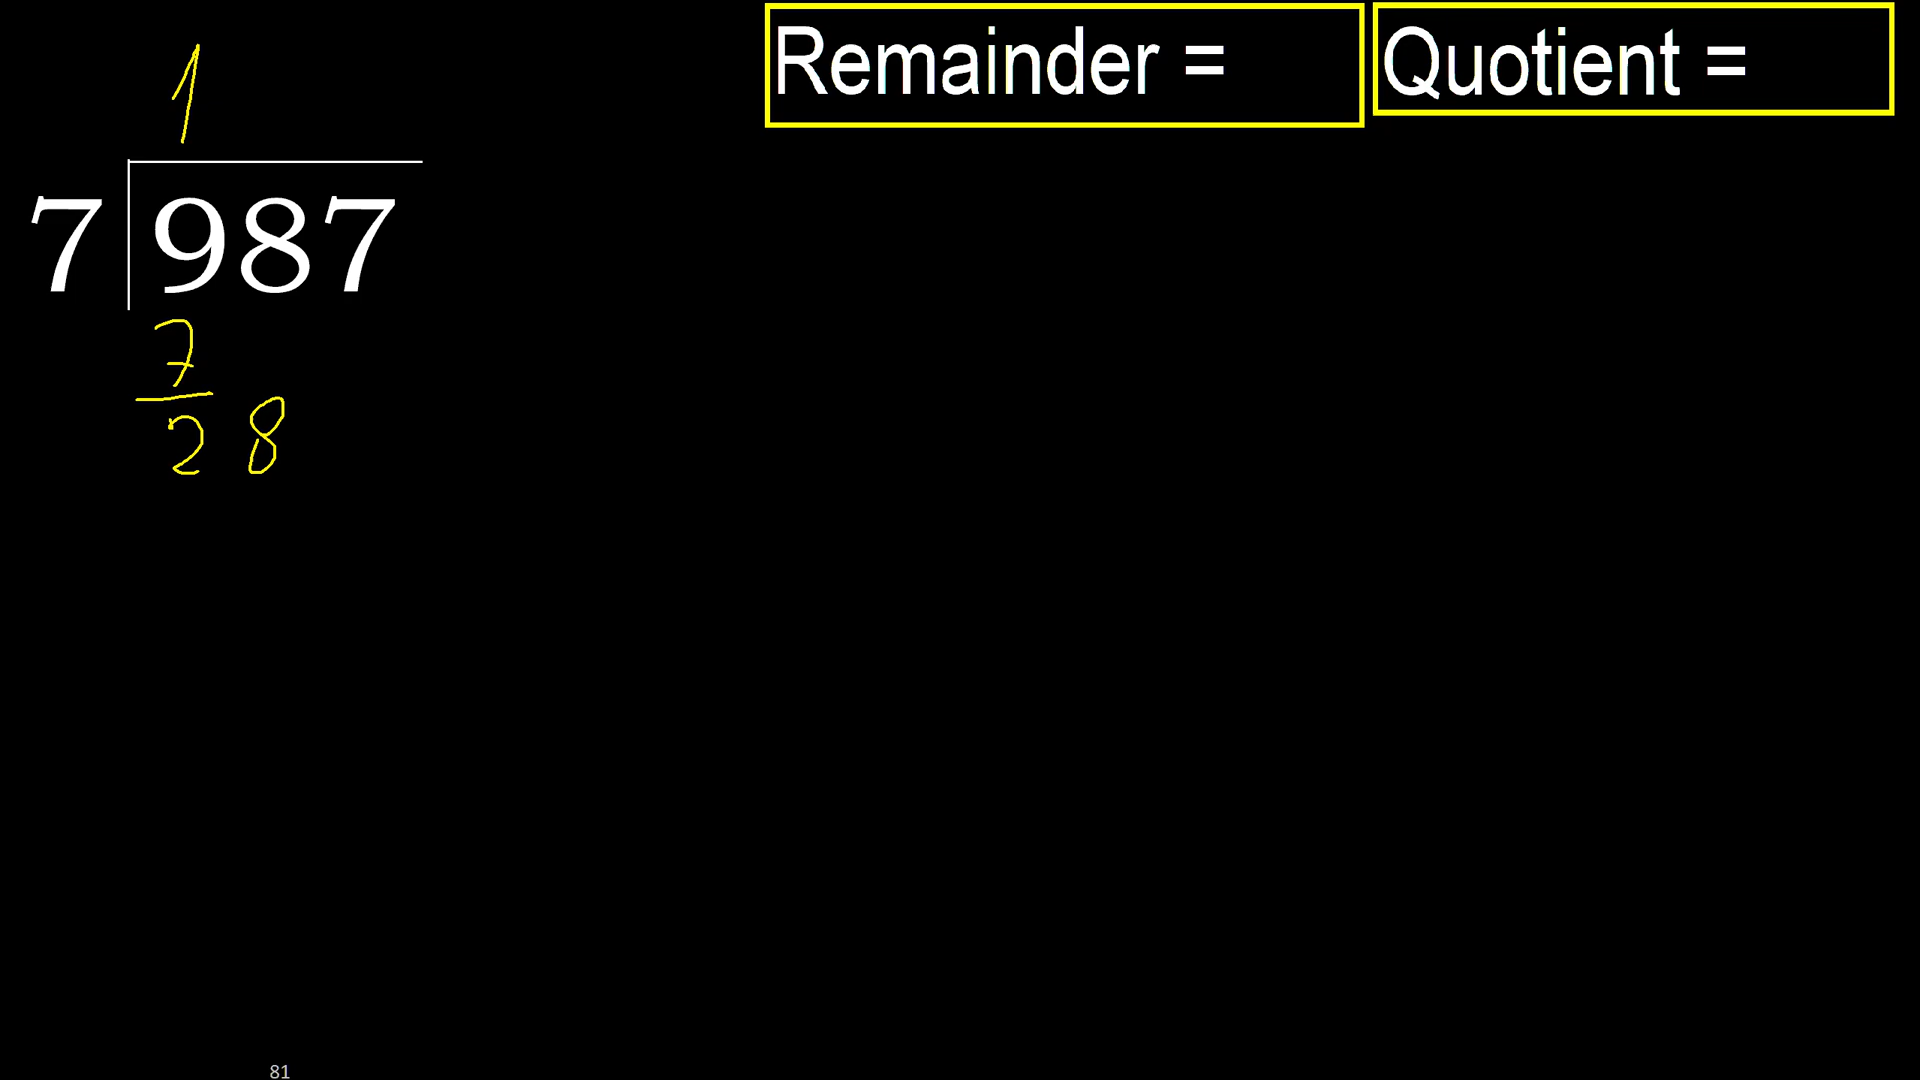 1
Remainder =
Quotient =
7 987
7
2 8
81